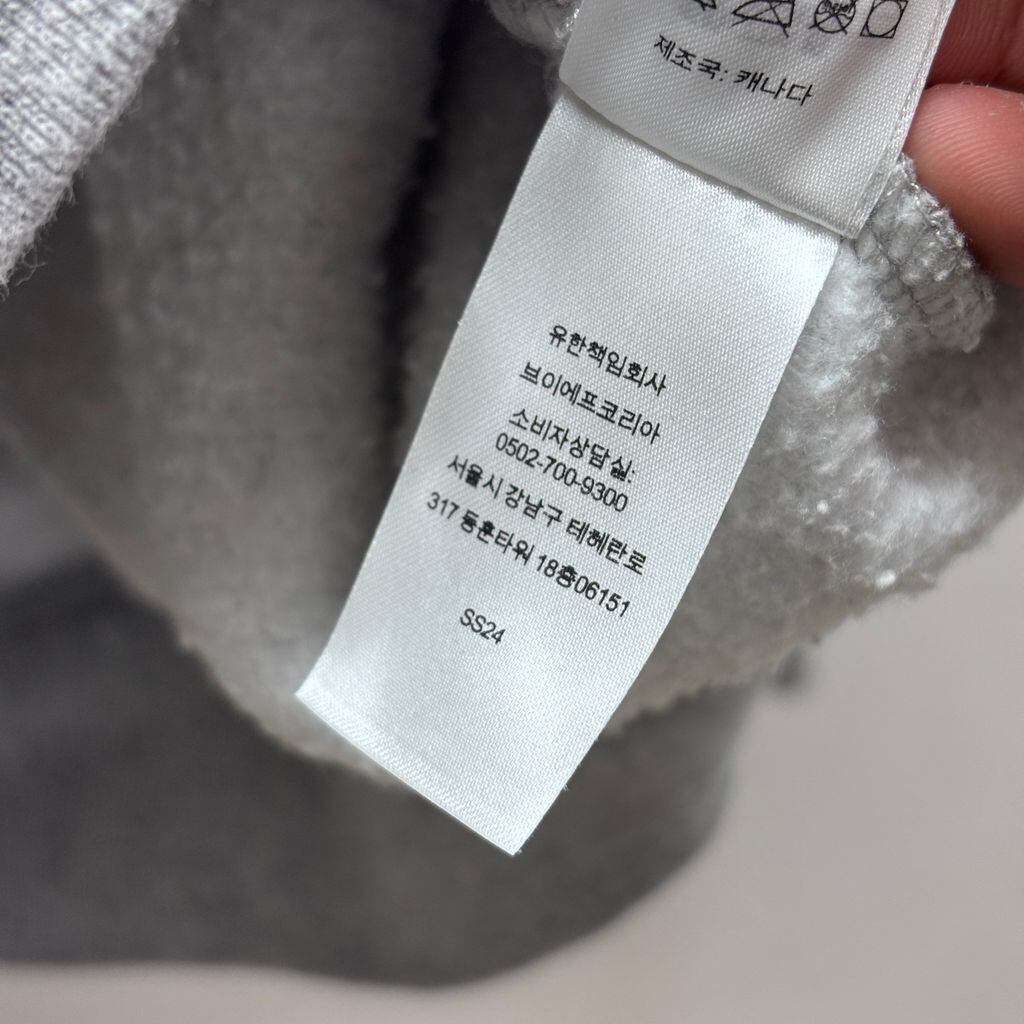 제조국: 캐나다
유한책임회사
브이에프코리아
소비자상담실:
0502-700-9300
서울시 강남구 테헤란로
317 동훈타워 18층06151
SS24